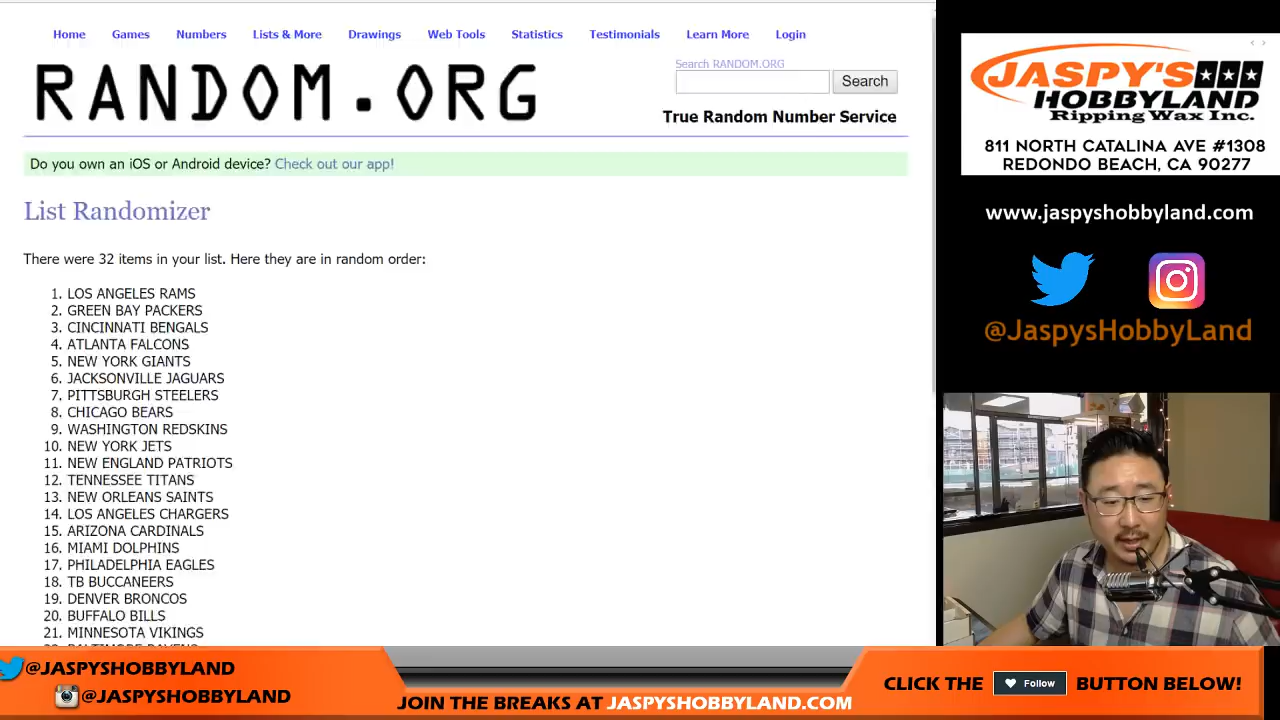 Home Games Numbers Lists & More Drawings Web Tools Statistics Testimonials Learn More Login
RANDOM.ORG
Search RANDOM.ORG
Search
True Random Number Service
Do you own an iOS or Android device? Check out our app!
List Randomizer
There were 32 items in your list. Here they are in random order:
1. LOS ANGELES RAMS
2. GREEN BAY PACKERS
3. CINCINNATI BENGALS
4. ATLANTA FALCONS
5. NEW YORK GIANTS
6. JACKSONVILLE JAGUARS
7. PITTSBURGH STEELERS
8. CHICAGO BEARS
9. WASHINGTON REDSKINS
10. NEW YORK JETS
11. NEW ENGLAND PATRIOTS
12. TENNESSEE TITANS
13. NEW ORLEANS SAINTS
14. LOS ANGELES CHARGERS
15. ARIZONA CARDINALS
16. MIAMI DOLPHINS
17. PHILADELPHIA EAGLES
18. TB BUCCANEERS
19. DENVER BRONCOS
20. BUFFALO BILLS
21. MINNESOTA VIKINGS
JASPY'S
HOBBYLAND
Ripping Wax Inc.
811 NORTH CATALINA AVE #1308
REDONDO BEACH, CA 90277
www.jaspyshobbyland.com
@JaspysHobbyLand
@JASPYSHOBBYLAND
@JASPYSHOBBYLAND
JOIN THE BREAKS AT JASPYSHOBBYLAND.COM
CLICK THE Follow BUTTON BELOW!